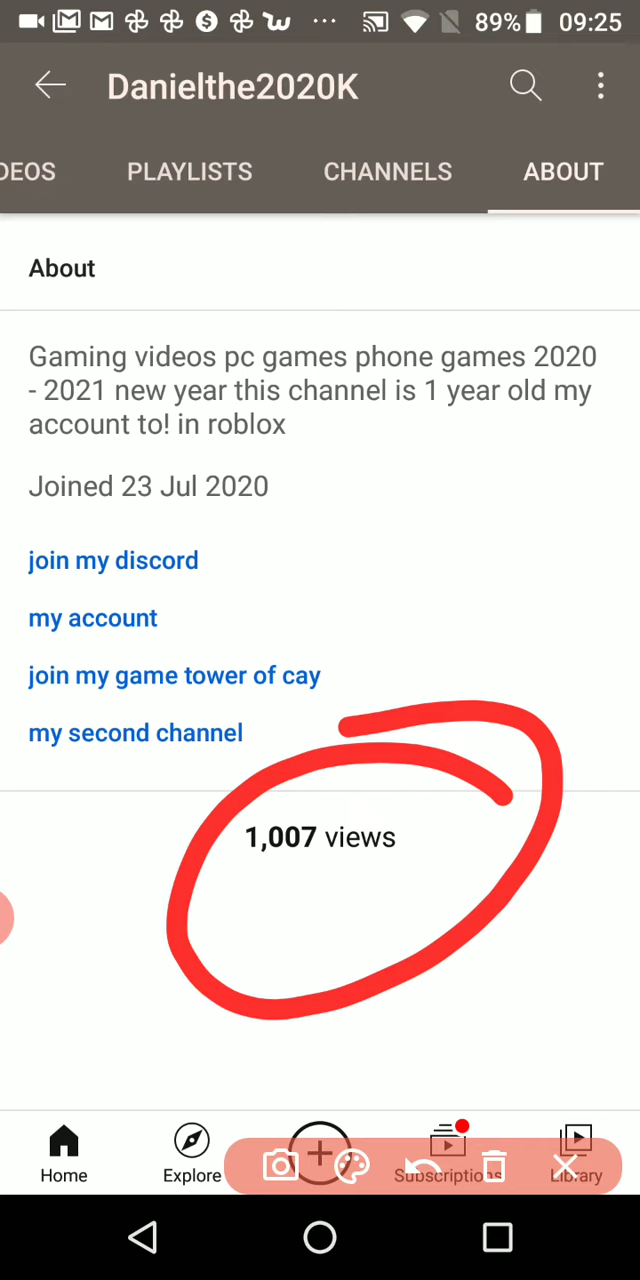 89% 09:25
Danielthe2020K
DEOS PLAYLISTS CHANNELS ABOUT
About
Gaming videos pc games phone games 2020
- 2021 new year this channel is 1 year old my
account to! in roblox
Joined 23 Jul 2020
join my discord
my account
join my game tower of cay
my second channel
1,007 views
Home Explore Subscriptions Library